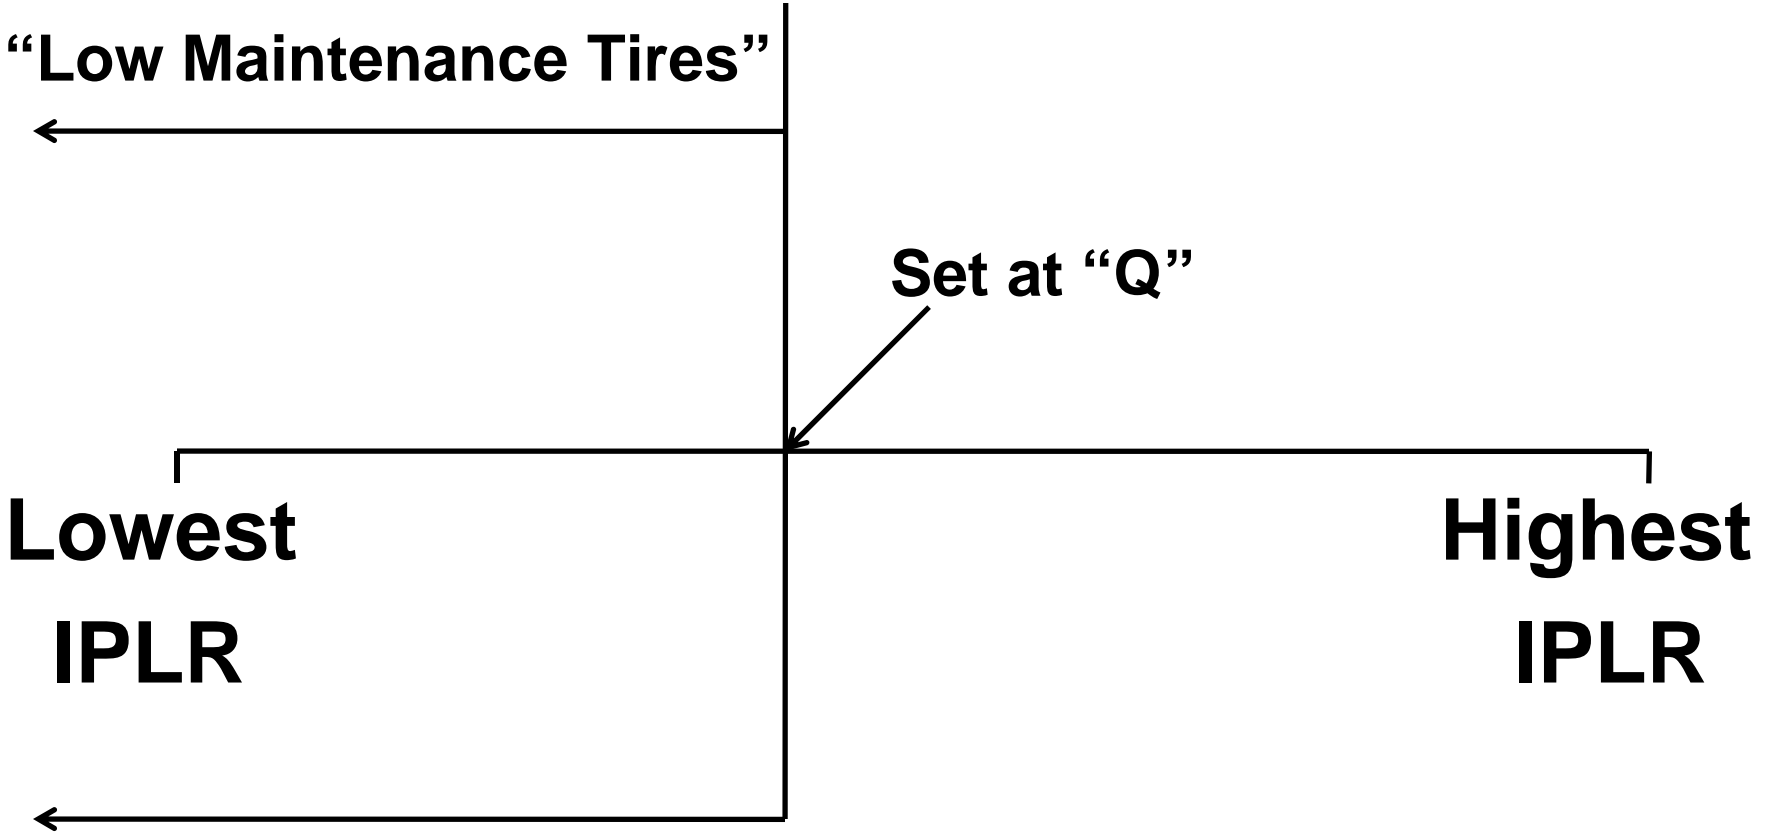 “Low Maintenance Tires”
Set at “Q”
Lowest
IPLR
Highest
IPLR